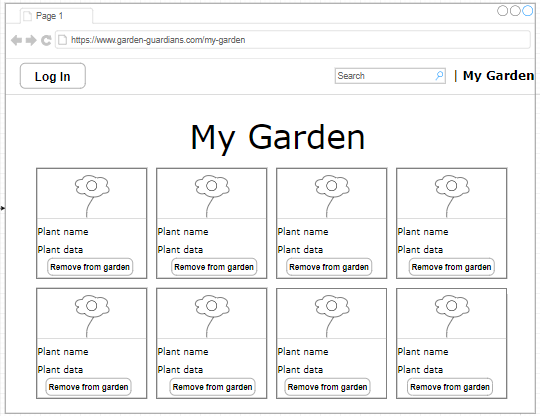 Page 1
https://www.garden-guardians.com/my-garden
Log In
Search
| My Garden
My Garden
Plant name Plant name Plant name Plant name
Plant data Plant data Plant data Plant data
Remove from garden Remove from garden Remove from garden Remove from garden
Plant name Plant name Plant name Plant name
Plant data Plant data Plant data Plant data
Remove from garden Remove from garden Remove from garden Remove from garden